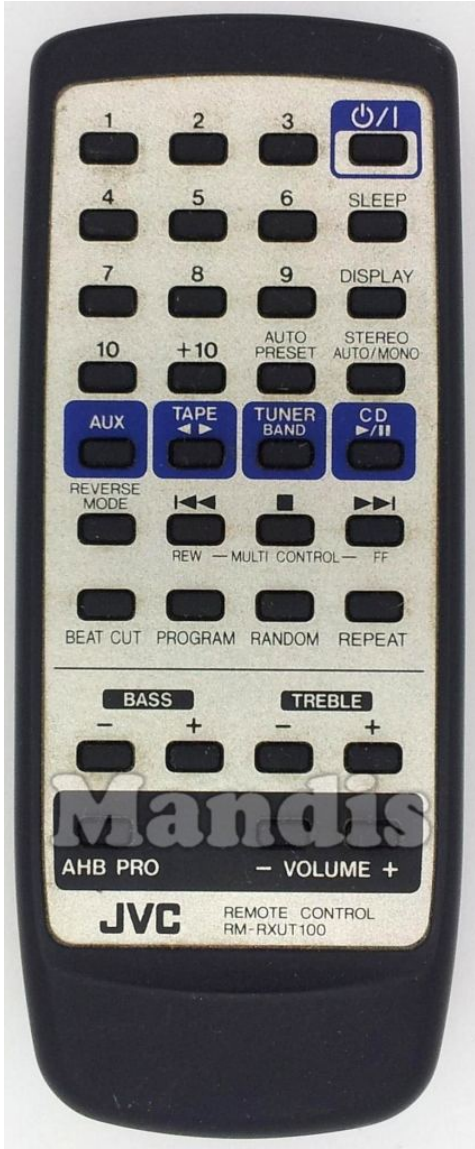 1 2 3 ⏻/I
4 5 6 SLEEP
7 8 9 DISPLAY
10 +10 AUTO PRESET STEREO AUTO/MONO
AUX TAPE ◄ ► TUNER BAND CD ►/II
REVERSE MODE I◄◄ ■ ►►I
REW – MULTI CONTROL – FF
BEAT CUT PROGRAM RANDOM REPEAT
BASS TREBLE
– + – +
Mandis
AHB PRO – VOLUME +
JVC REMOTE CONTROL
RM-RXUT100